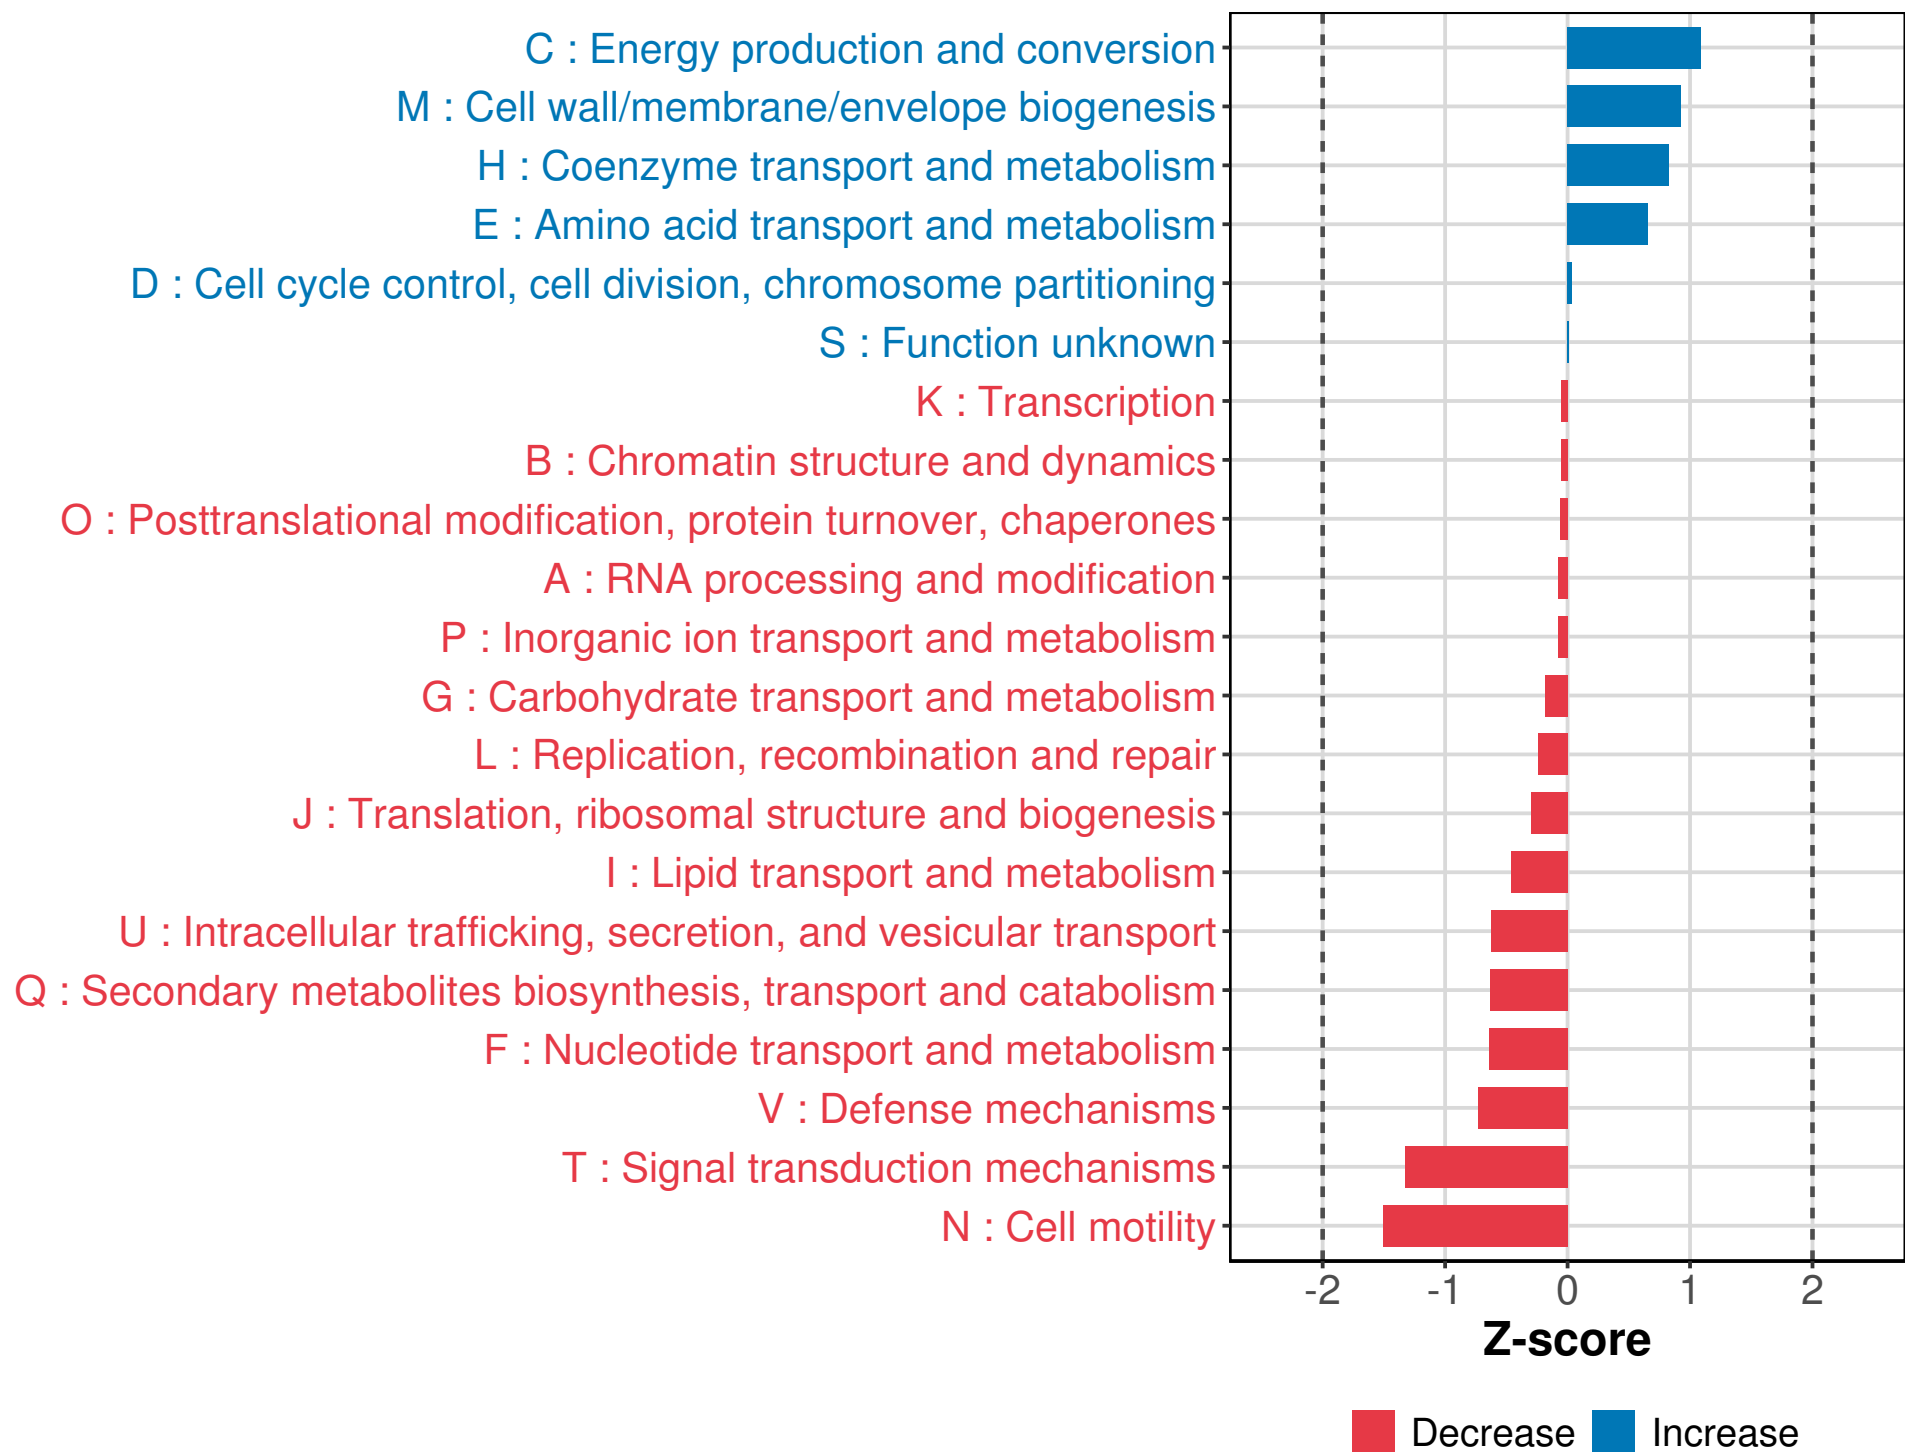 C : Energy production and conversion
M : Cell wall/membrane/envelope biogenesis
H : Coenzyme transport and metabolism
E : Amino acid transport and metabolism
D : Cell cycle control, cell division, chromosome partitioning
S : Function unknown
K : Transcription
B : Chromatin structure and dynamics
O : Posttranslational modification, protein turnover, chaperones
A : RNA processing and modification
P : Inorganic ion transport and metabolism
G : Carbohydrate transport and metabolism
L : Replication, recombination and repair
J : Translation, ribosomal structure and biogenesis
I : Lipid transport and metabolism
U : Intracellular trafficking, secretion, and vesicular transport
Q : Secondary metabolites biosynthesis, transport and catabolism
F : Nucleotide transport and metabolism
V : Defense mechanisms
T : Signal transduction mechanisms
N : Cell motility
-2 -1 0 1 2
Z-score
Decrease Increase